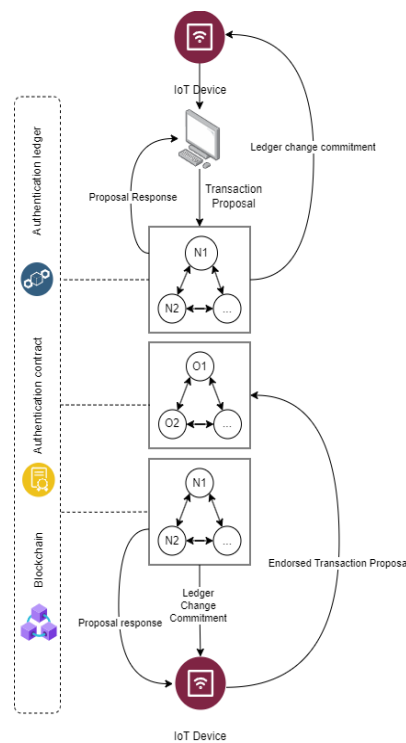 IoT Device
Ledger change commitment
Proposal Response
Transaction
Proposal
Authentication ledger
N1
N2
...
Authentication contract
O1
O2
...
N1
N2
...
Blockchain
Endorsed Transaction Proposal
Ledger
Change
Commitment
Proposal response
IoT Device